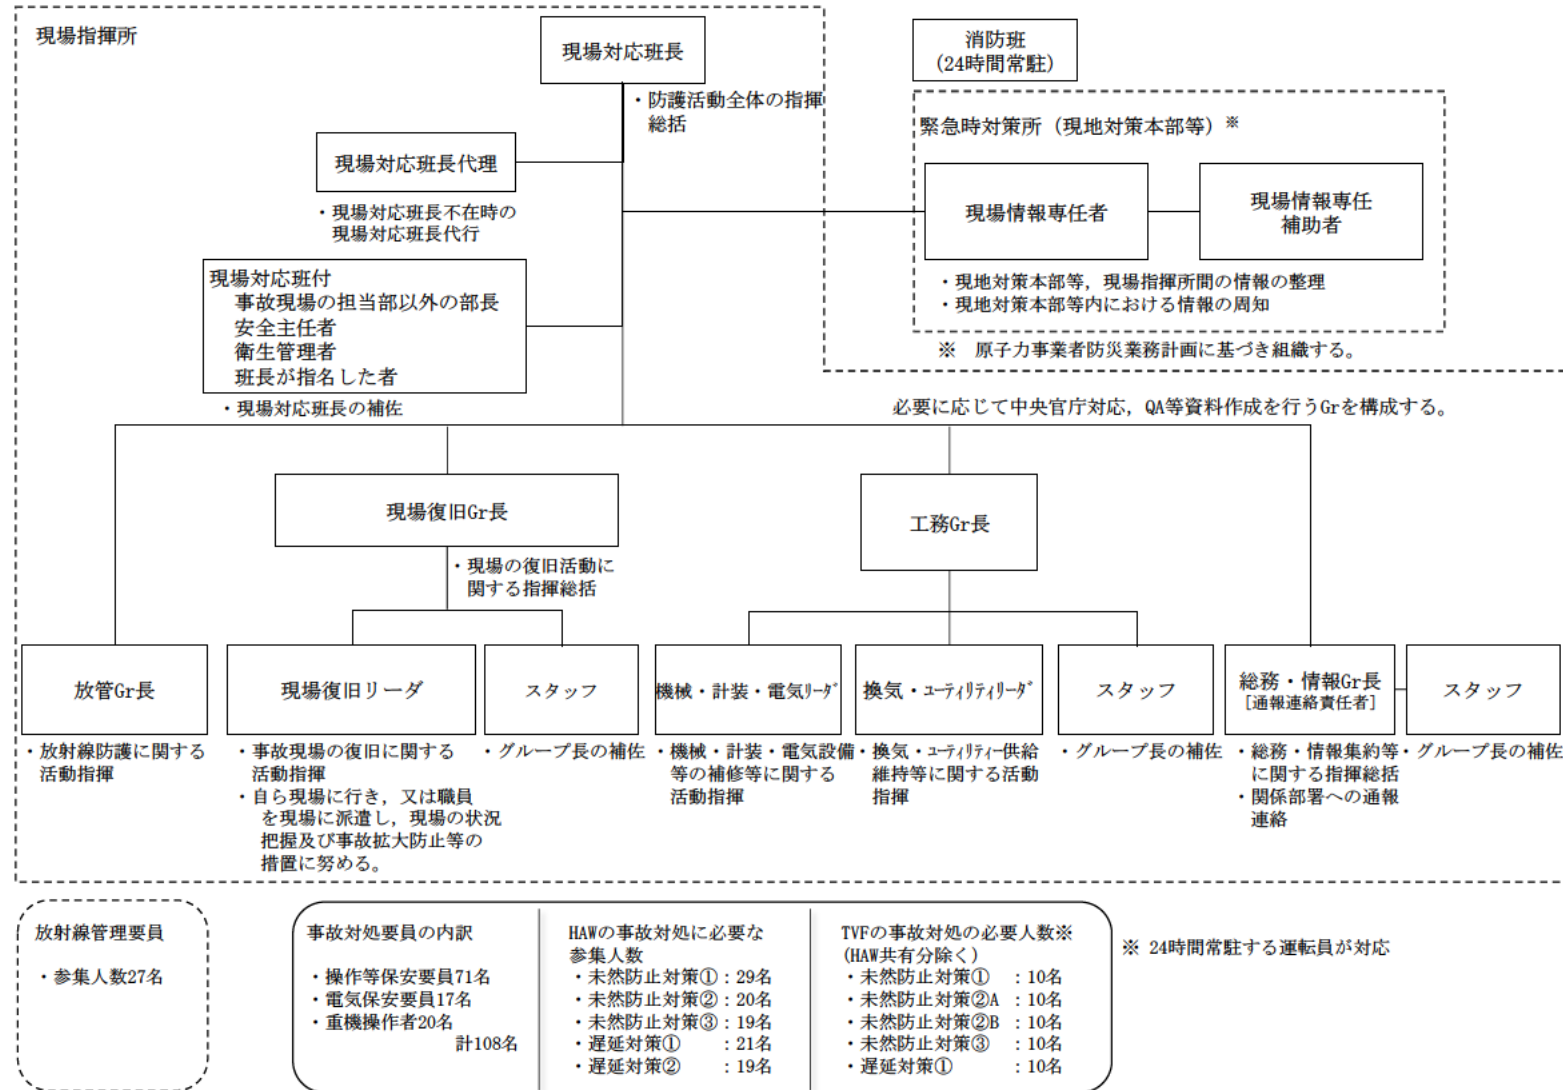 現場指揮所
現場対応班長
・防護活動全体の指揮
総括
消防班
(24時間常駐)
現場対応班長代理
・現場対応班長不在時の
現場対応班長代行
緊急時対策所（現地対策本部等）※
現場情報専任者
現場情報専任
補助者
・現地対策本部等，現場指揮所間の情報の整理
・現地対策本部等内における情報の周知
※　原子力事業者防災業務計画に基づき組織する。
現場対応班付
事故現場の担当部以外の部長
安全主任者
衛生管理者
班長が指名した者
・現場対応班長の補佐
必要に応じて中央官庁対応，QA等資料作成を行うGrを構成する。
現場復旧Gr長
・現場の復旧活動に
関する指揮総括
工務Gr長
放管Gr長
・放射線防護に関する
活動指揮
現場復旧リーダ
・事故現場の復旧に関する
活動指揮
・自ら現場に行き，又は職員
を現場に派遣し，現場の状況
把握及び事故拡大防止等の
措置に努める。
スタッフ
・グループ長の補佐
機械・計装・電気ﾘｰﾀﾞ
・機械・計装・電気設備
等の補修等に関する
活動指揮
換気・ﾕｰﾃｨﾘﾃｨﾘｰﾀﾞ
・換気・ﾕｰﾃｨﾘﾃｨｰ供給
維持等に関する活動
指揮
スタッフ
・グループ長の補佐
総務・情報Gr長
[通報連絡責任者]
・総務・情報集約等
に関する指揮総括
・関係部署への通報
連絡
スタッフ
・グループ長の補佐
放射線管理要員
・参集人数27名
事故対処要員の内訳
・操作等保安要員71名
・電気保安要員17名
・重機操作者20名
計108名
HAWの事故対処に必要な
参集人数
・未然防止対策①：29名
・未然防止対策②：20名
・未然防止対策③：19名
・遅延対策①　　：21名
・遅延対策②　　：19名
TVFの事故対処の必要人数※
(HAW共有分除く)
・未然防止対策①　：10名
・未然防止対策②A ：10名
・未然防止対策②B ：10名
・未然防止対策③　：10名
・遅延対策①　　　：10名
※ 24時間常駐する運転員が対応